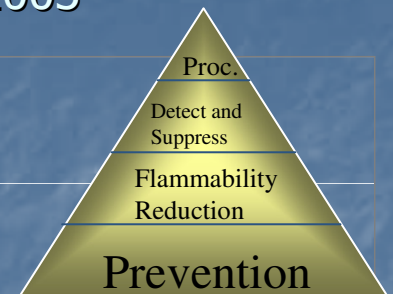 Proc.
Detect and
Suppress
Flammability
Reduction
Prevention